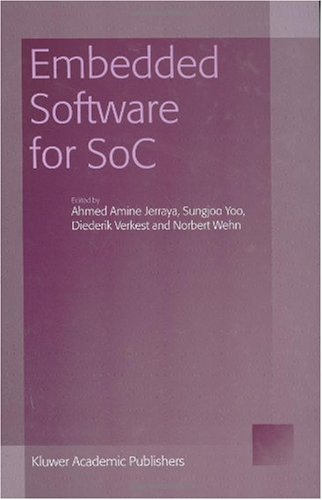 Embedded
Software
for SoC
Edited by
Ahmed Amine Jerraya, Sungjoo Yoo,
Diederik Verkest and Norbert Wehn
Kluwer Academic Publishers